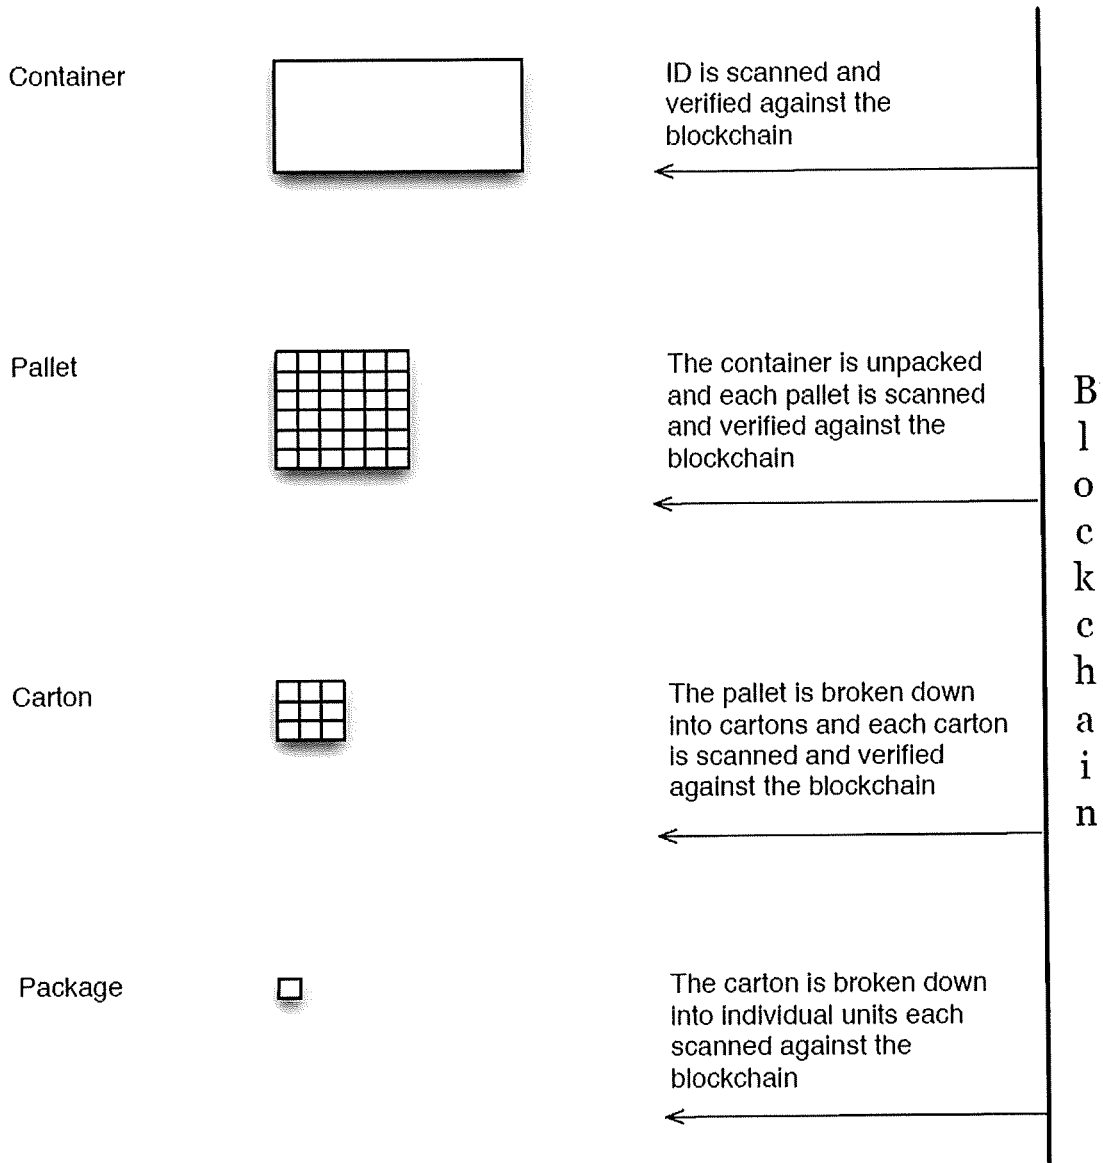 Container
ID is scanned and
verified against the
blockchain
Pallet
The container is unpacked
and each pallet is scanned
and verified against the
blockchain
Carton
The pallet is broken down
into cartons and each carton
is scanned and verified
against the blockchain
Package
The carton is broken down
into individual units each
scanned against the
blockchain
Blockchain